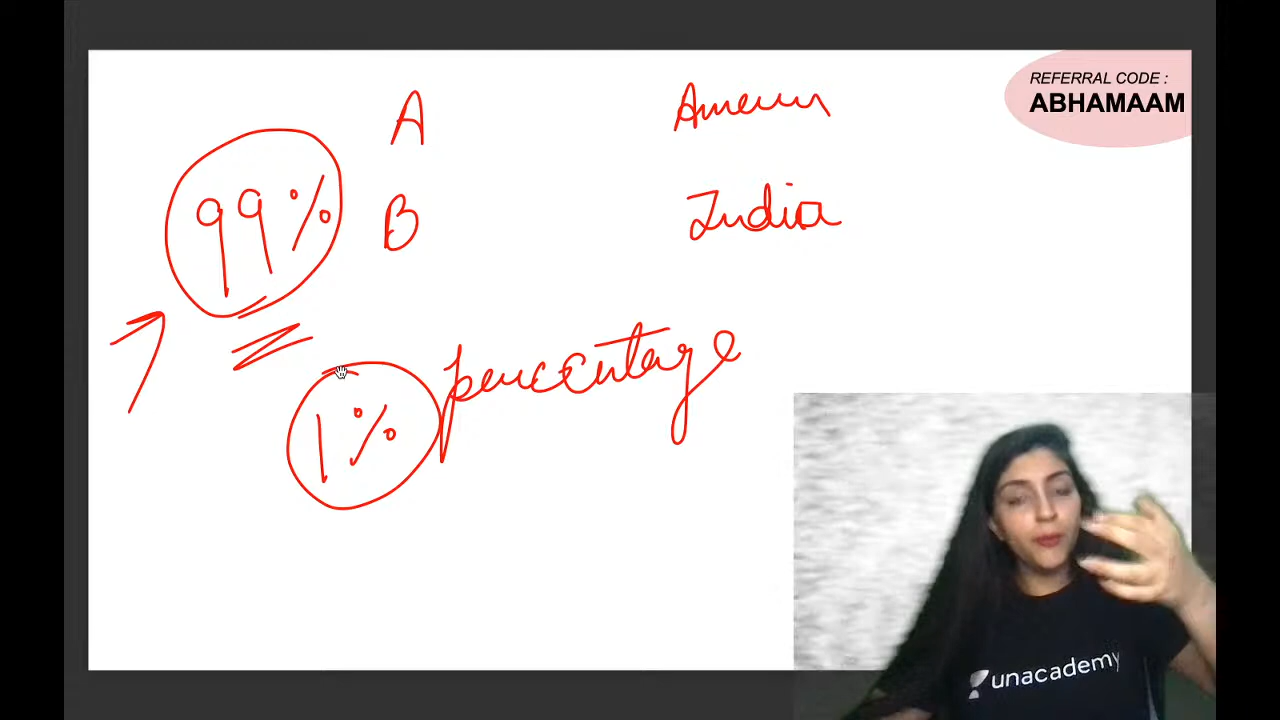 REFERRAL CODE :
ABHAMAAM
A
99%
B
India
percentage
1%
unacademy